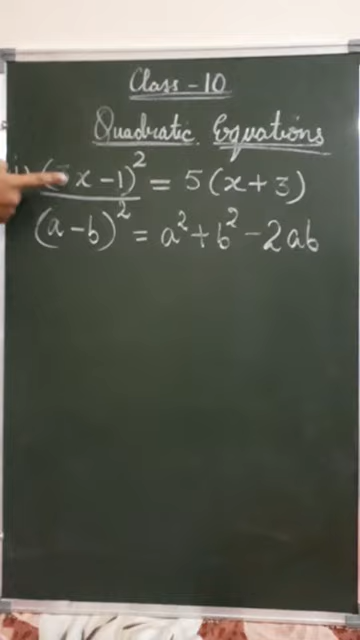 Class - 10
Quadratic Equations
x - 1)² = 5(x + 3)
(a - b)² = a² + b² - 2ab